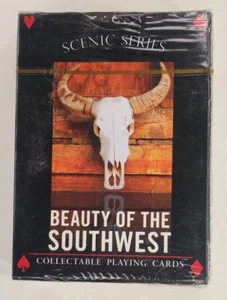 SCENIC SERIES
BEAUTY OF THE
SOUTHWEST
COLLECTABLE PLAYING CARDS